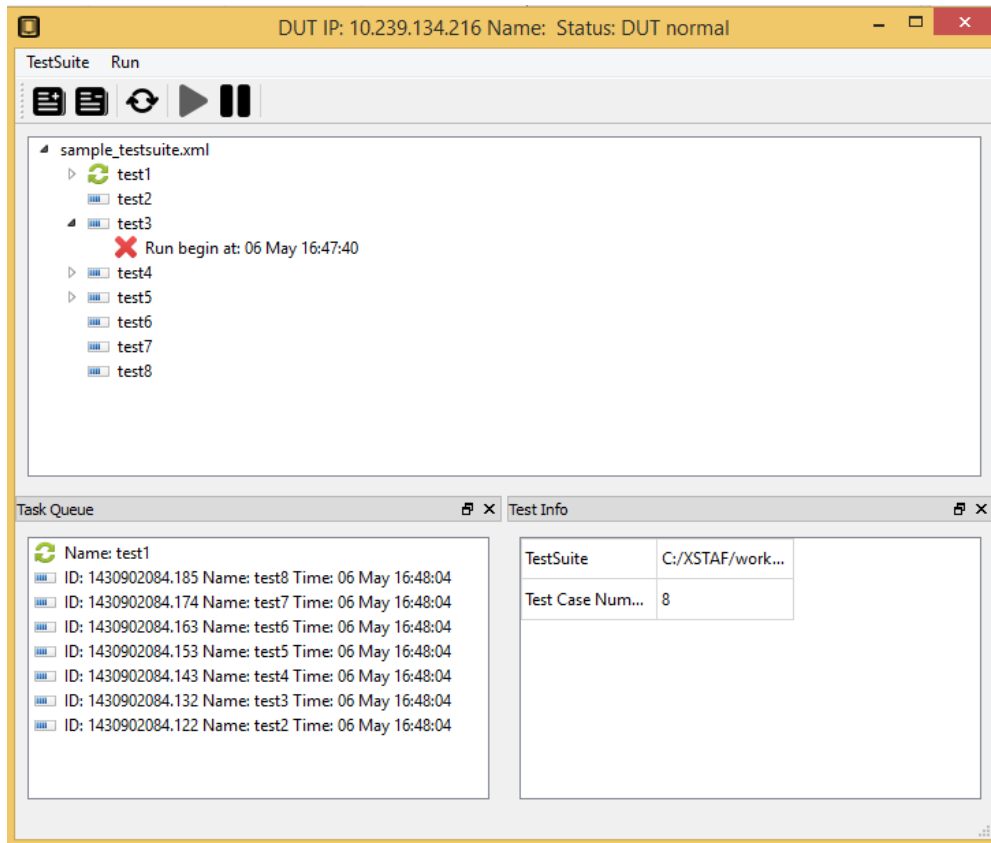 DUT IP: 10.239.134.216 Name:  Status: DUT normal
TestSuite Run
sample_testsuite.xml
test1
test2
test3
Run begin at: 06 May 16:47:40
test4
test5
test6
test7
test8
Task Queue
Name: test1
ID: 1430902084.185 Name: test8 Time: 06 May 16:48:04
ID: 1430902084.174 Name: test7 Time: 06 May 16:48:04
ID: 1430902084.163 Name: test6 Time: 06 May 16:48:04
ID: 1430902084.153 Name: test5 Time: 06 May 16:48:04
ID: 1430902084.143 Name: test4 Time: 06 May 16:48:04
ID: 1430902084.132 Name: test3 Time: 06 May 16:48:04
ID: 1430902084.122 Name: test2 Time: 06 May 16:48:04
Test Info
TestSuite C:/XSTAF/work...
Test Case Num... 8